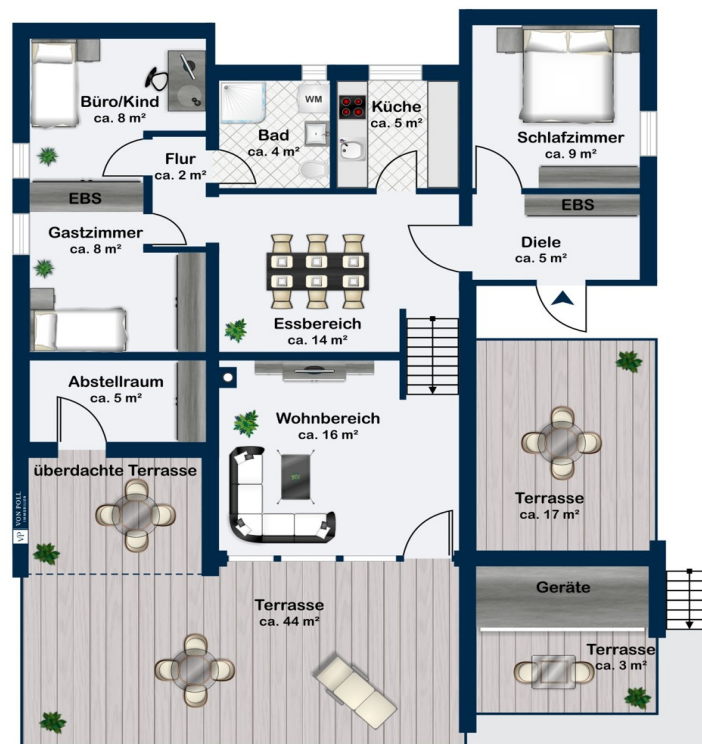 Büro/Kind
ca. 8 m²
Flur
ca. 2 m²
WM
Bad
ca. 4 m²
Küche
ca. 5 m²
Schlafzimmer
ca. 9 m²
EBS
Gastzimmer
ca. 8 m²
EBS
Diele
ca. 5 m²
Essbereich
ca. 14 m²
Abstellraum
ca. 5 m²
Wohnbereich
ca. 16 m²
überdachte Terrasse
Terrasse
ca. 17 m²
VP VON POLL
IMMOBILIEN
Terrasse
ca. 44 m²
Geräte
Terrasse
ca. 3 m²